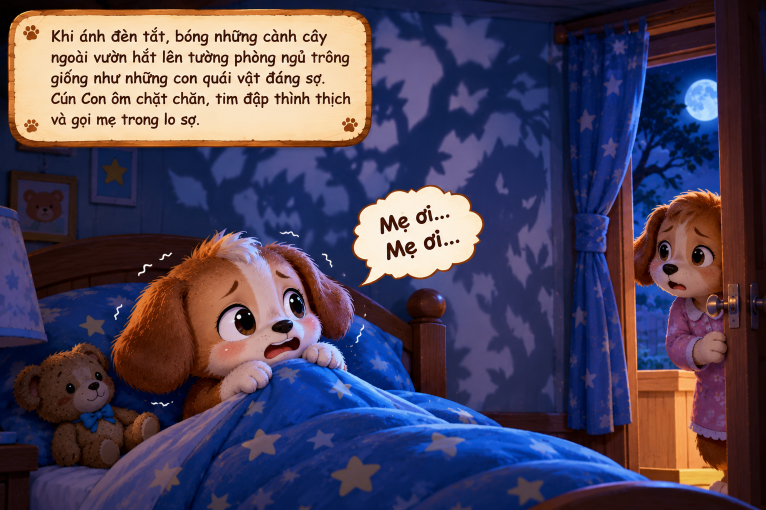 Khi ánh đèn tắt, bóng những cành cây
ngoài vườn hắt lên tường phòng ngủ trông
giống như những con quái vật đáng sợ.
Cún Con ôm chặt chăn, tim đập thình thịch
và gọi mẹ trong lo sợ.
Mẹ ơi...
Mẹ ơi...